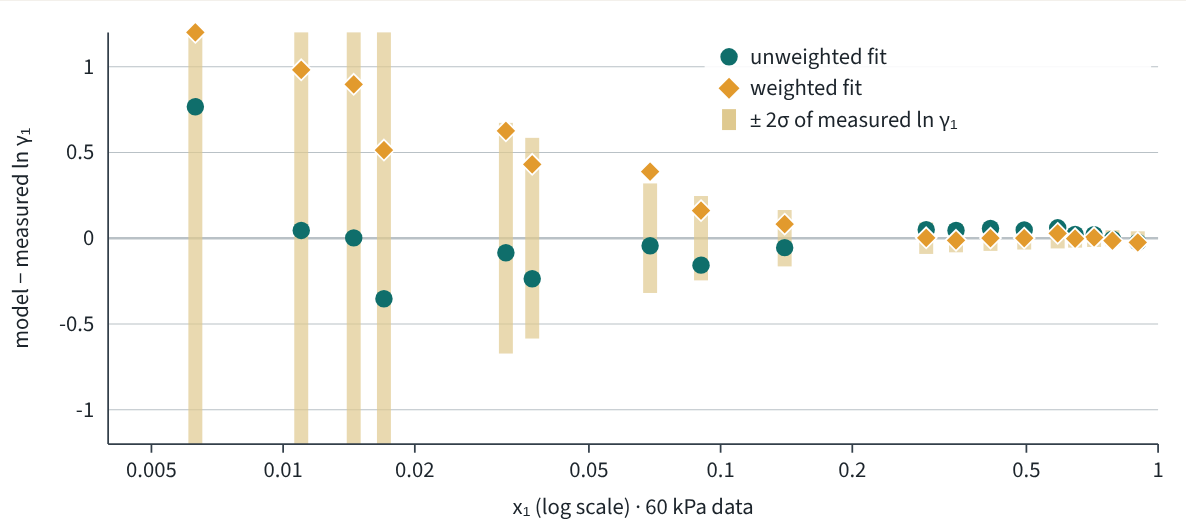 unweighted fit
weighted fit
± 2σ of measured ln γ₁
model − measured ln γ₁
1
0.5
0
-0.5
-1
0.005 0.01 0.02 0.05 0.1 0.2 0.5 1
x₁ (log scale) · 60 kPa data